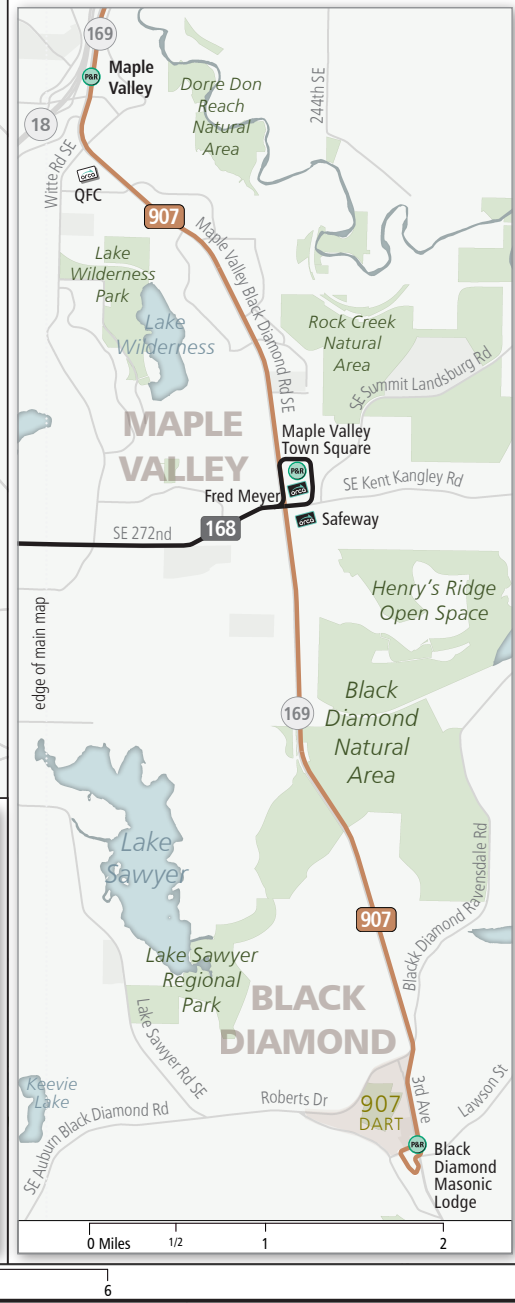 169
P&R
Maple
Valley
Dorre Don
Reach
Natural
Area
244th SE
18
Witte Rd SE
orca
QFC
907
Maple Valley Black Diamond Rd SE
Lake
Wilderness
Park
Lake
Wilderness
Rock Creek
Natural
Area
SE Summit Landsburg Rd
MAPLE
VALLEY
Maple Valley
Town Square
P&R
orca
Fred Meyer
SE Kent Kangley Rd
SE 272nd
168
orca
Safeway
Henry's Ridge
Open Space
edge of main map
Black
Diamond
Natural
Area
169
Lake
Sawyer
907
Blackk Diamond Ravensdale Rd
Lake Sawyer
Regional
Park
BLACK
DIAMOND
Lake Sawyer Rd SE
Keevie
Lake
SE Auburn Black Diamond Rd
Roberts Dr
907
DART
3rd Ave
Lawson St
P&R
Black
Diamond
Masonic
Lodge
0 Miles 1/2 1 2
6